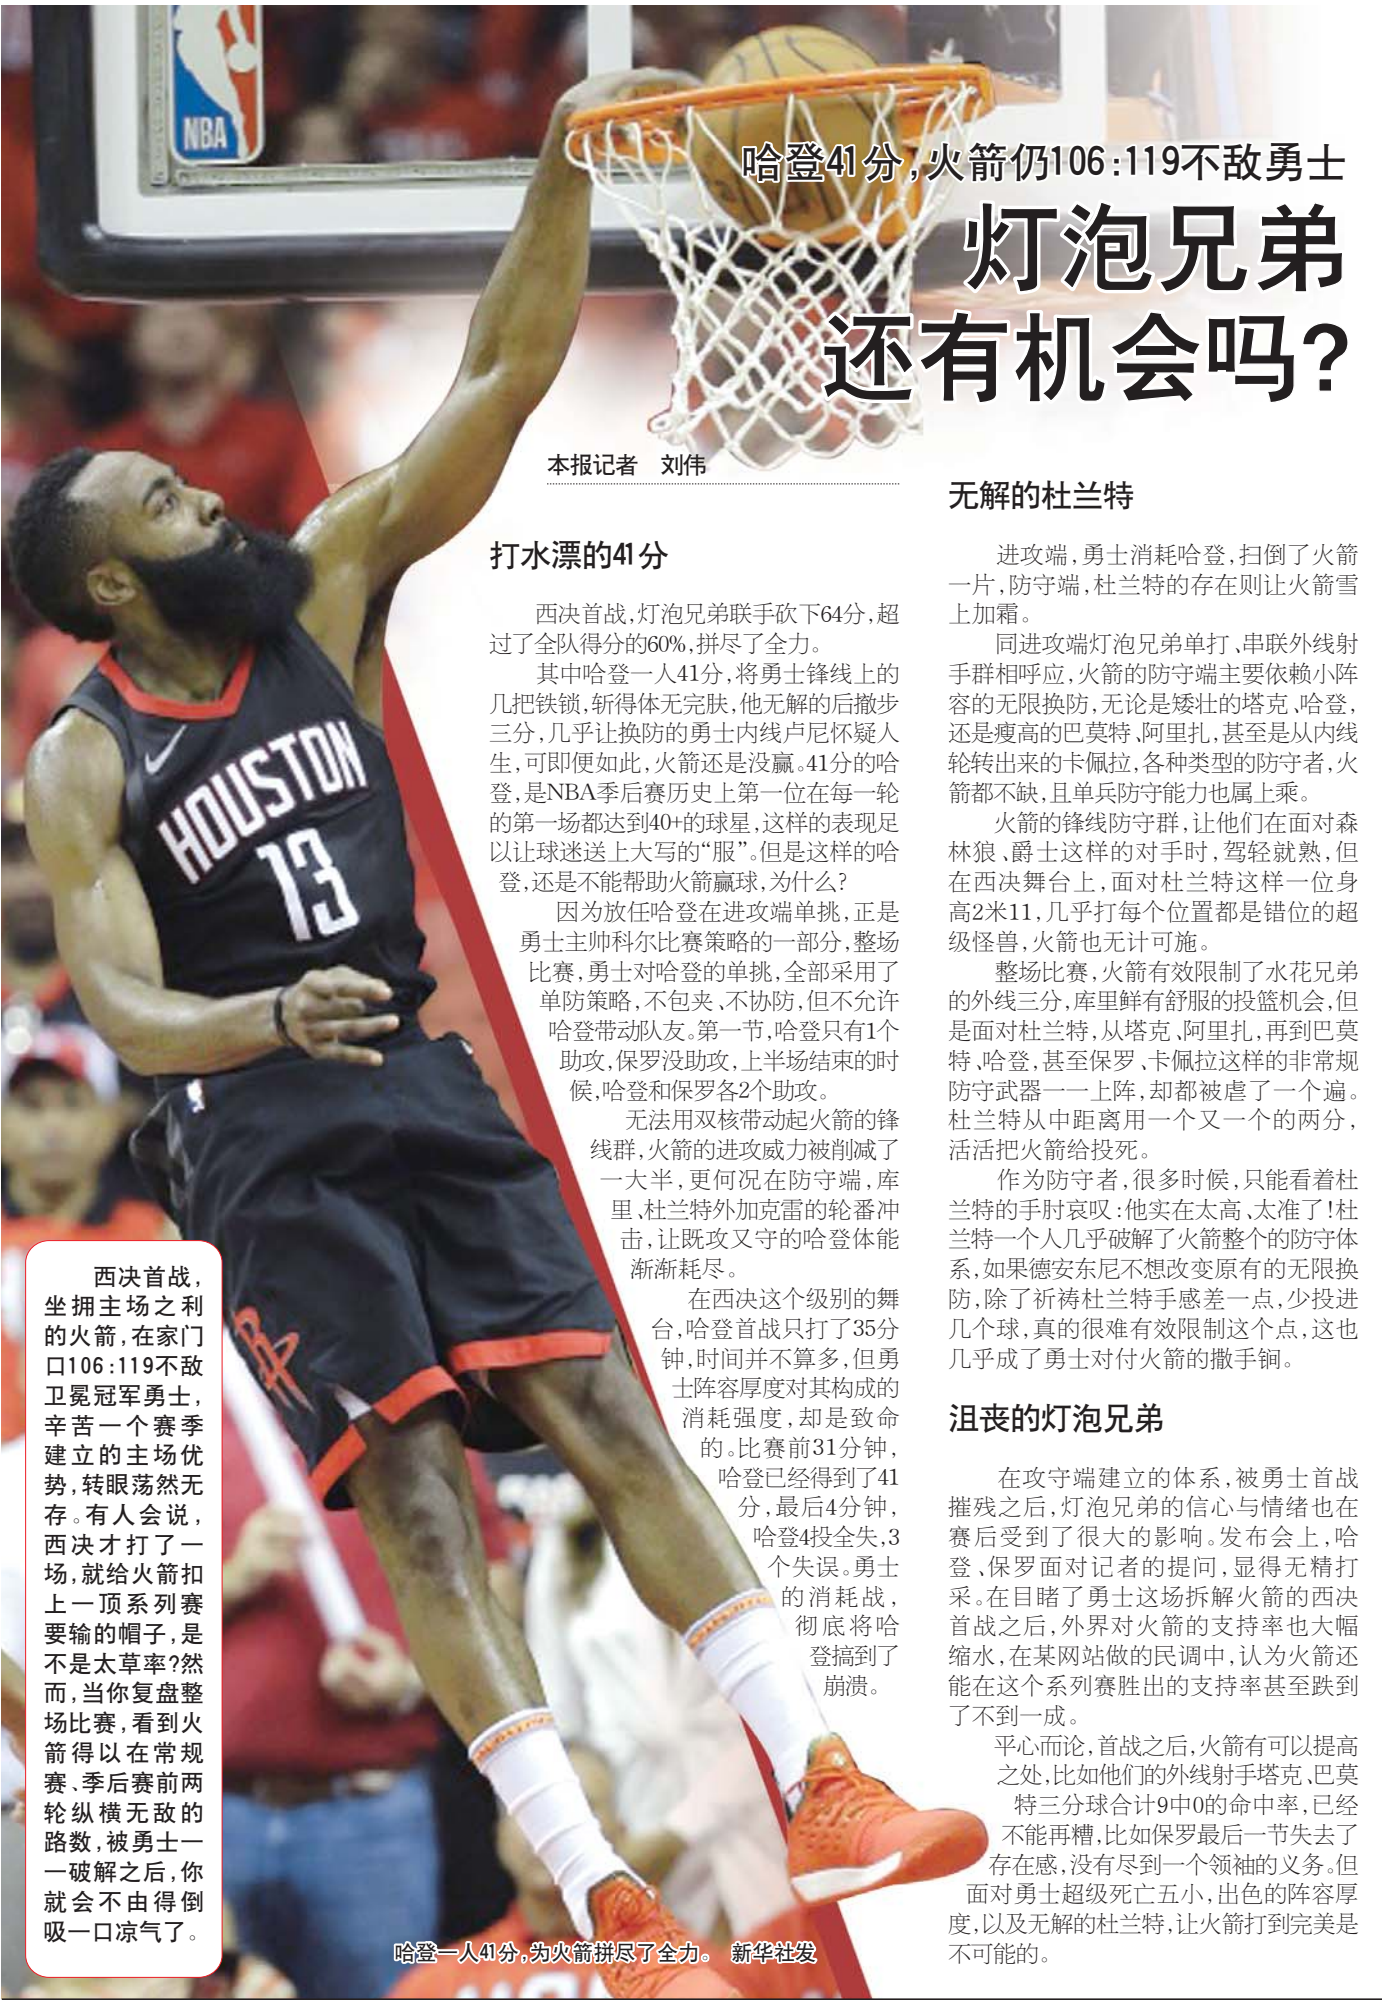 NBA
哈登41分,火箭仍106:119不敌勇士
灯泡兄弟
还有机会吗?
本报记者 刘伟
HOUSTON
13
西决首战,
坐拥主场之利
的火箭,在家门
口106:119不敌
卫冕冠军勇士,
辛苦一个赛季
建立的主场优
势,转眼荡然无
存。有人会说,
西决才打了一
场,就给火箭扣
上一顶系列赛
要输的帽子,是
不是太草率?然
而,当你复盘整
场比赛,看到火
箭得以在常规
赛、季后赛前两
轮纵横无敌的
路数,被勇士一
一破解之后,你
就会不由得倒
吸一口凉气了。
打水漂的41分
西决首战,灯泡兄弟联手砍下64分,超
过了全队得分的60%,拼尽了全力。
其中哈登一人41分,将勇士锋线上的
几把铁锁,斩得体无完肤,他无解的后撤步
三分,几乎让换防的勇士内线卢尼怀疑人
生,可即便如此,火箭还是没赢。41分的哈
登,是NBA季后赛历史上第一位在每一轮
的第一场都达到40+的球星,这样的表现足
以让球迷送上大写的“服”。但是这样的哈
登,还是不能帮助火箭赢球,为什么?
因为放任哈登在进攻端单挑,正是
勇士主帅科尔比赛策略的一部分,整场
比赛,勇士对哈登的单挑,全部采用了
单防策略,不包夹、不协防,但不允许
哈登带动队友。第一节,哈登只有1个
助攻,保罗没助攻,上半场结束的时
候,哈登和保罗各2个助攻。
无法用双核带动起火箭的锋
线群,火箭的进攻威力被削减了
一大半,更何况在防守端,库
里、杜兰特外加克雷的轮番冲
击,让既攻又守的哈登体能
渐渐耗尽。
在西决这个级别的舞
台,哈登首战只打了35分
钟,时间并不算多,但勇
士阵容厚度对其构成的
消耗强度,却是致命
的。比赛前31分钟,
哈登已经得到了41
分,最后4分钟,
哈登4投全失,3
个失误。勇士
的消耗战,
彻底将哈
登搞到了
崩溃。
无解的杜兰特
进攻端,勇士消耗哈登,扫倒了火箭
一片,防守端,杜兰特的存在则让火箭雪
上加霜。
同进攻端灯泡兄弟单打、串联外线射
手群相呼应,火箭的防守端主要依赖小阵
容的无限换防,无论是矮壮的塔克、哈登,
还是瘦高的巴莫特、阿里扎,甚至是从内线
轮转出来的卡佩拉,各种类型的防守者,火
箭都不缺,且单兵防守能力也属上乘。
火箭的锋线防守群,让他们在面对森
林狼、爵士这样的对手时,驾轻就熟,但
在西决舞台上,面对杜兰特这样一位身
高2米11,几乎打每个位置都是错位的超
级怪兽,火箭也无计可施。
整场比赛,火箭有效限制了水花兄弟
的外线三分,库里鲜有舒服的投篮机会,但
是面对杜兰特,从塔克、阿里扎,再到巴莫
特、哈登,甚至保罗、卡佩拉这样的非常规
防守武器一一上阵,却都被虐了一个遍。
杜兰特从中距离用一个又一个的两分,
活活把火箭给投死。
作为防守者,很多时候,只能看着杜
兰特的手肘哀叹:他实在太高、太准了!杜
兰特一个人几乎破解了火箭整个的防守体
系,如果德安东尼不想改变原有的无限换
防,除了祈祷杜兰特手感差一点,少投进
几个球,真的很难有效限制这个点,这也
几乎成了勇士对付火箭的撒手锏。
沮丧的灯泡兄弟
在攻守端建立的体系,被勇士首战
摧残之后,灯泡兄弟的信心与情绪也在
赛后受到了很大的影响。发布会上,哈
登、保罗面对记者的提问,显得无精打
采。在目睹了勇士这场拆解火箭的西决
首战之后,外界对火箭的支持率也大幅
缩水,在某网站做的民调中,认为火箭还
能在这个系列赛胜出的支持率甚至跌到
了不到一成。
平心而论,首战之后,火箭有可以提高
之处,比如他们的外线射手塔克、巴莫
特三分球合计9中0的命中率,已经
不能再糟,比如保罗最后一节失去了
存在感,没有尽到一个领袖的义务。但
面对勇士超级死亡五小,出色的阵容厚
度,以及无解的杜兰特,让火箭打到完美是
不可能的。
哈登一人41分,为火箭拼尽了全力。 新华社发